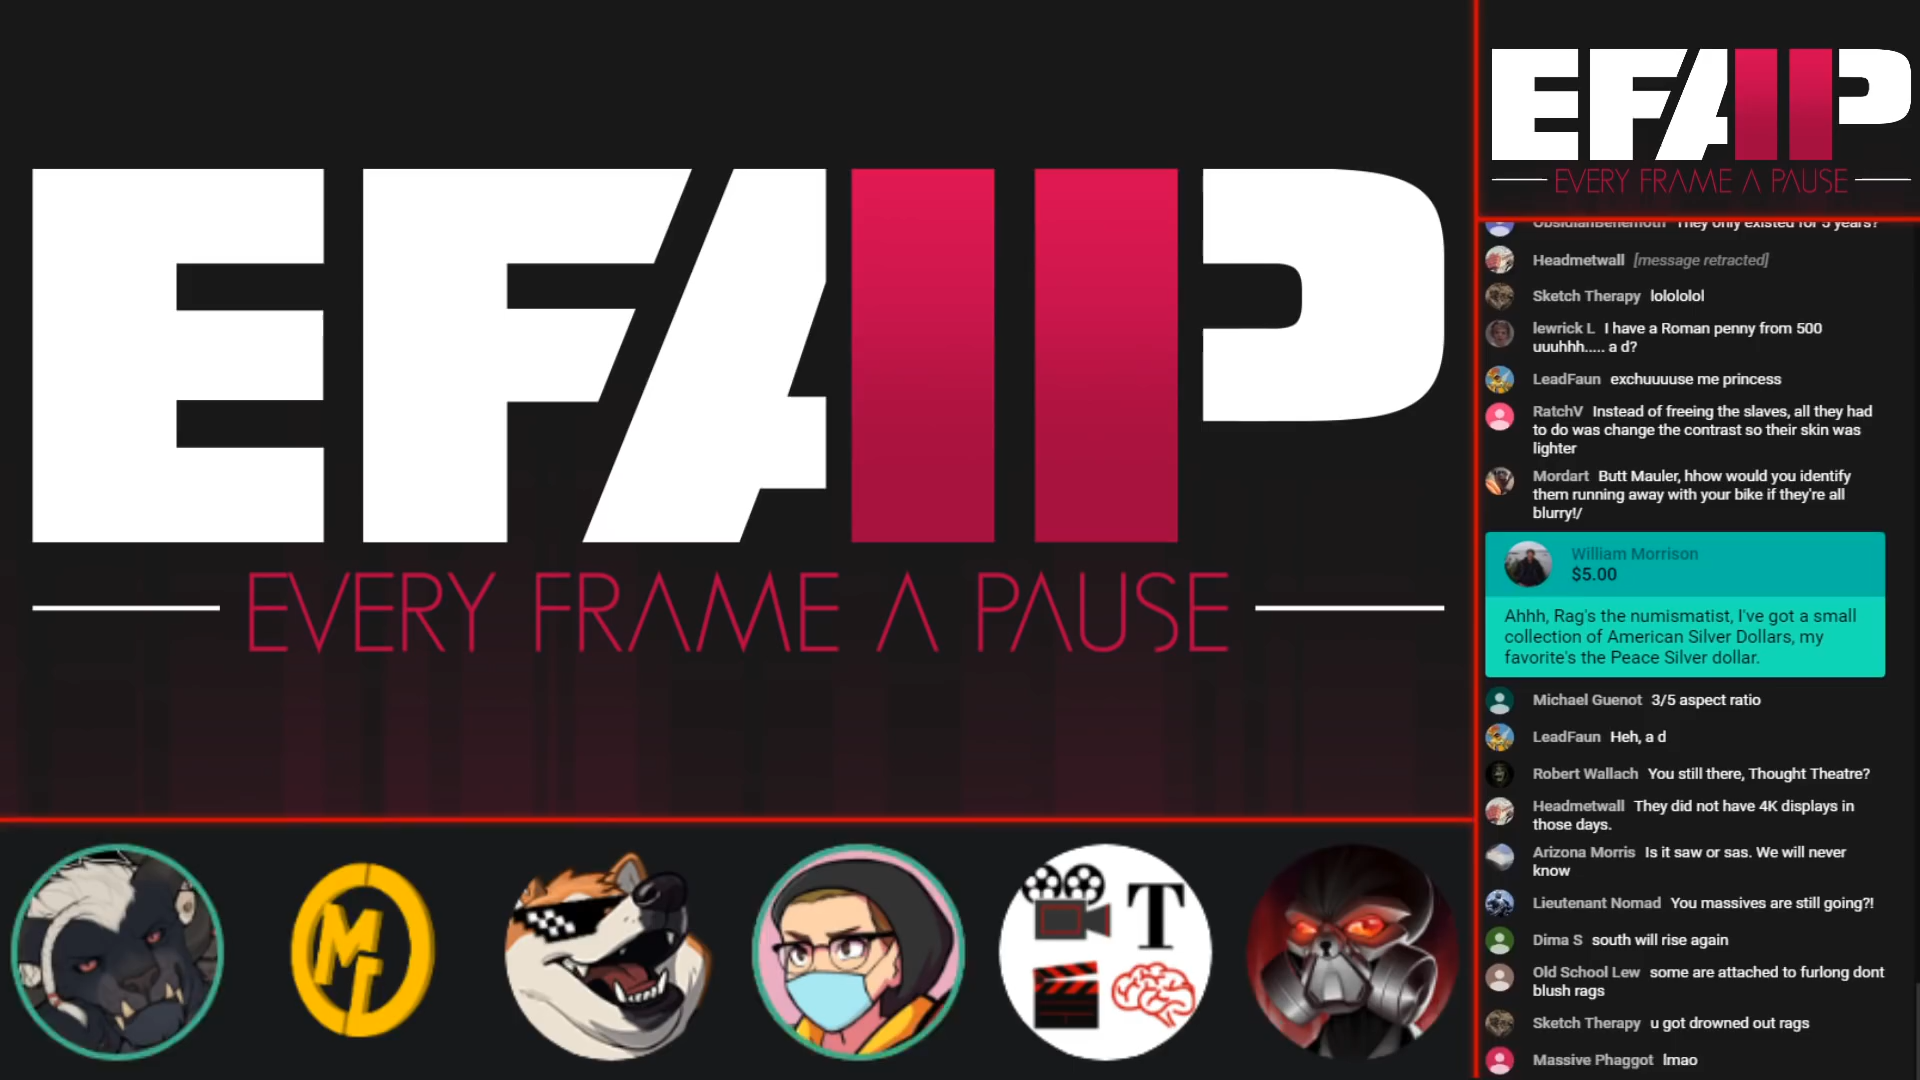 EFAP
EVERY FRAME A PAUSE
EFAP
EVERY FRAME A PAUSE
ObsidianBehemoth They only existed for 5 years?
Headmetwall [message retracted]
Sketch Therapy lolololol
lewrick L I have a Roman penny from 500
uuuhhh..... a d?
LeadFaun exchuuuuse me princess
RatchV Instead of freeing the slaves, all they had
to do was change the contrast so their skin was
lighter
Mordart Butt Mauler, hhow would you identify
them running away with your bike if they're all
blurry!/
William Morrison
$5.00
Ahhh, Rag's the numismatist, I've got a small
collection of American Silver Dollars, my
favorite's the Peace Silver dollar.
Michael Guenot 3/5 aspect ratio
LeadFaun Heh, a d
Robert Wallach You still there, Thought Theatre?
Headmetwall They did not have 4K displays in
those days.
Arizona Morris Is it saw or sas. We will never
know
Lieutenant Nomad You massives are still going?!
Dima S south will rise again
Old School Lew some are attached to furlong dont
blush rags
Sketch Therapy u got drowned out rags
Massive Phaggot lmao
ML
T